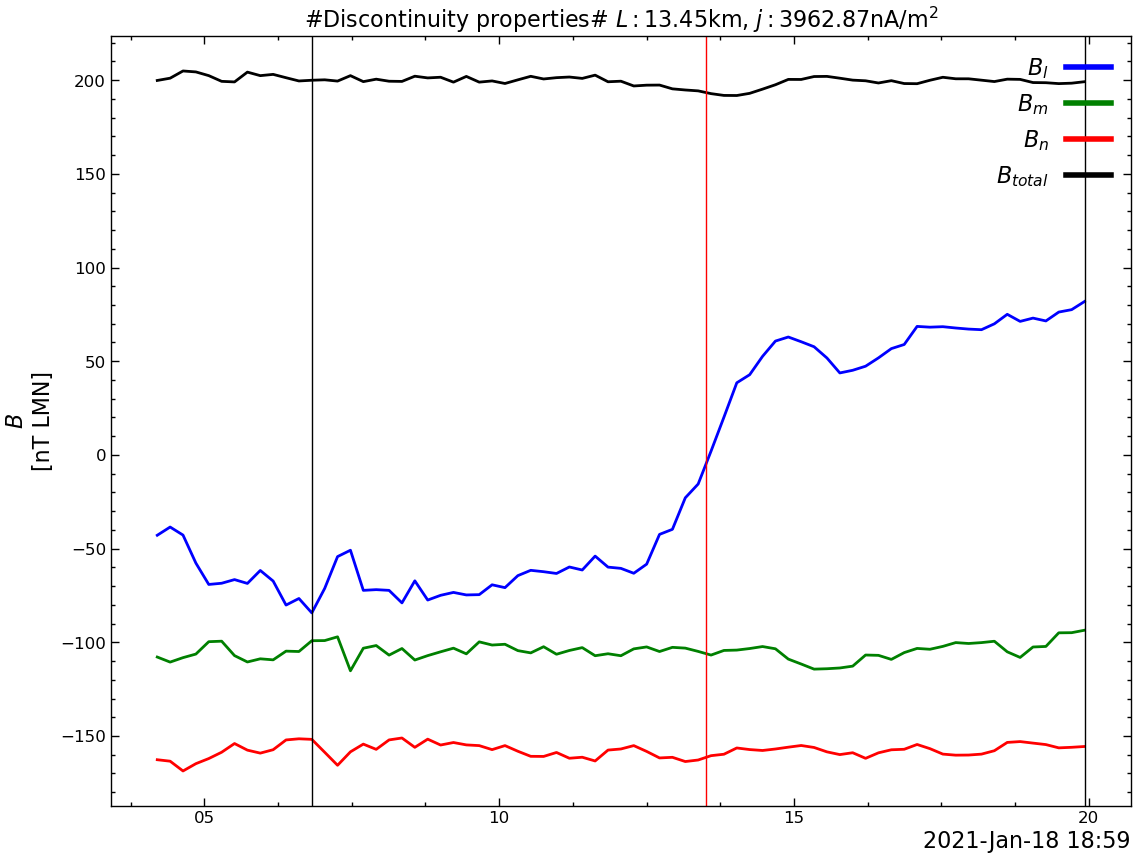 #Discontinuity properties# L : 13.45km, j : 3962.87nA/m²
B_l
B_m
B_n
B_total
200
150
100
50
0
−50
−100
−150
B
[nT LMN]
05 10 15 20
2021-Jan-18 18:59